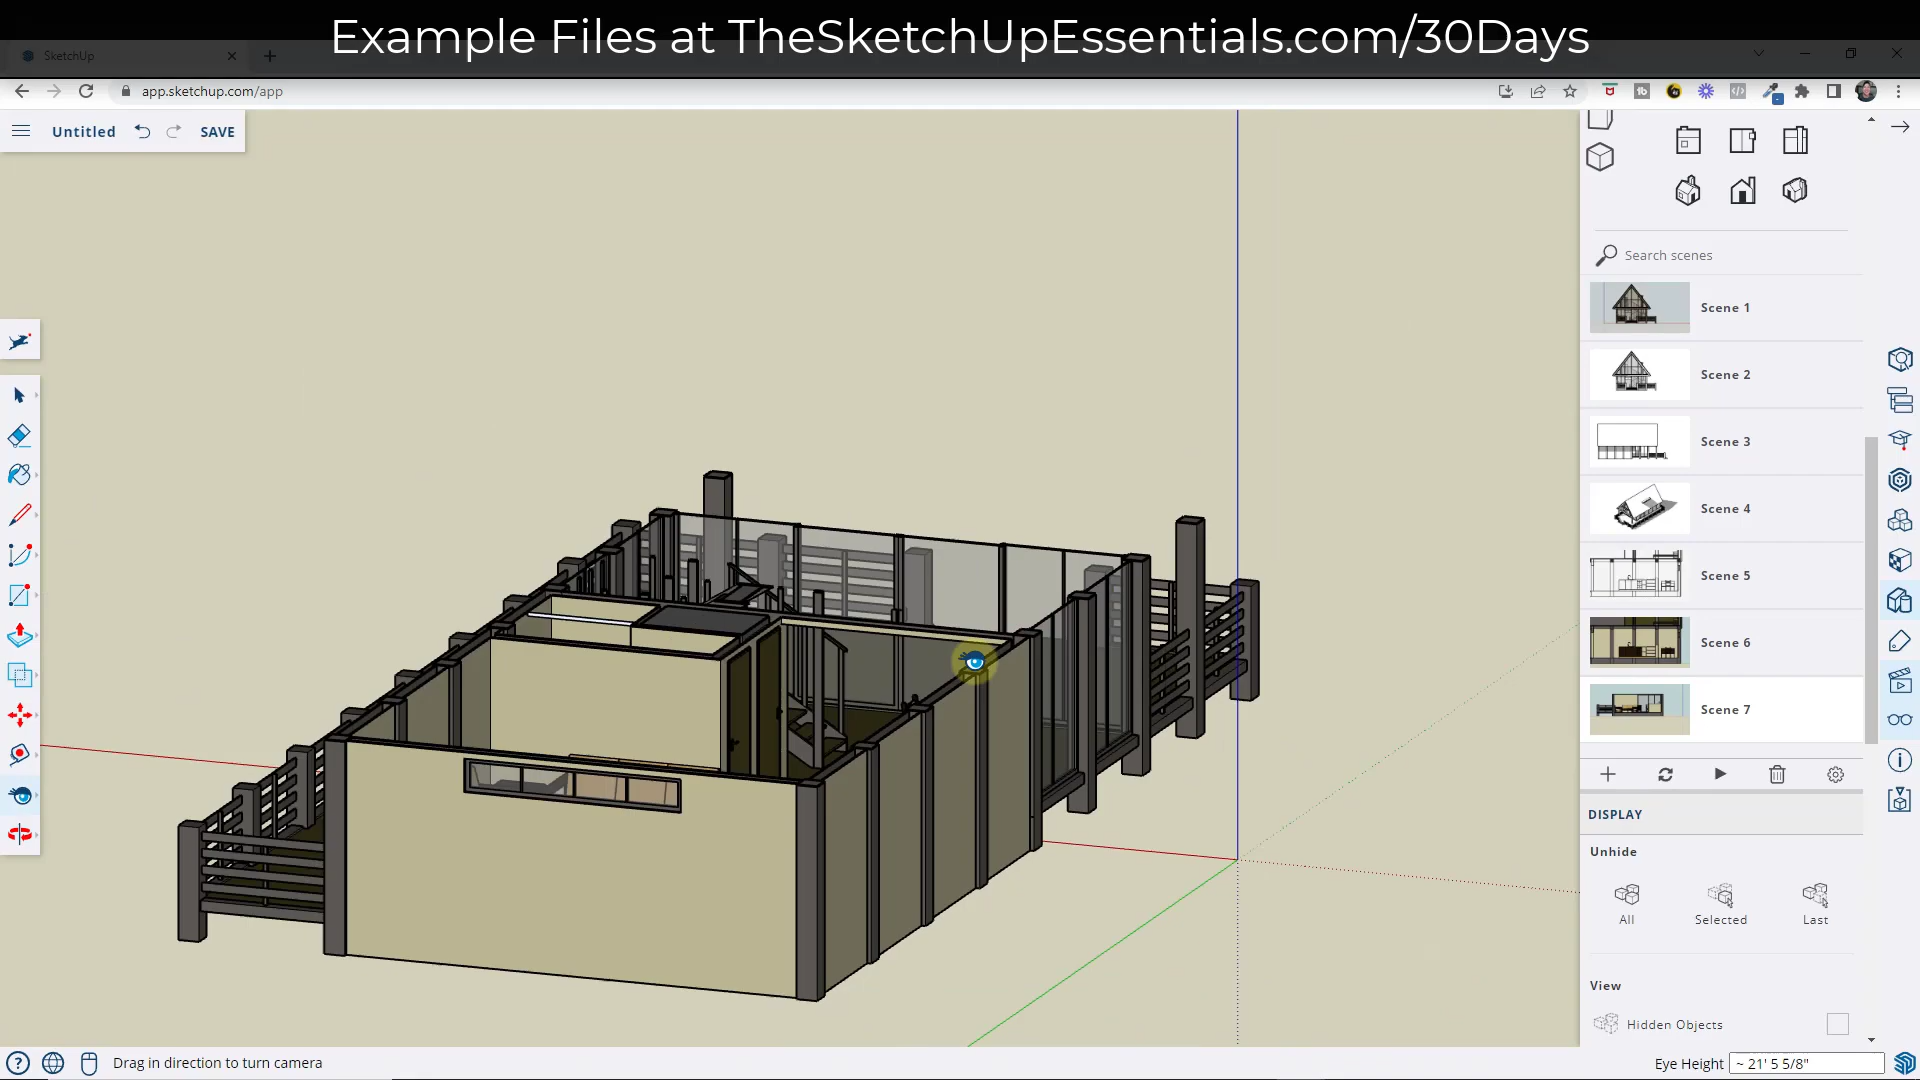 Example Files at TheSketchUpEssentials.com/30Days
SketchUp
app.sketchup.com/app
Untitled
SAVE
Search scenes
Scene 1
Scene 2
Scene 3
Scene 4
Scene 5
Scene 6
Scene 7
DISPLAY
Unhide
All
Selected
Last
View
Hidden Objects
Drag in direction to turn camera
Eye Height
~ 21' 5 5/8"